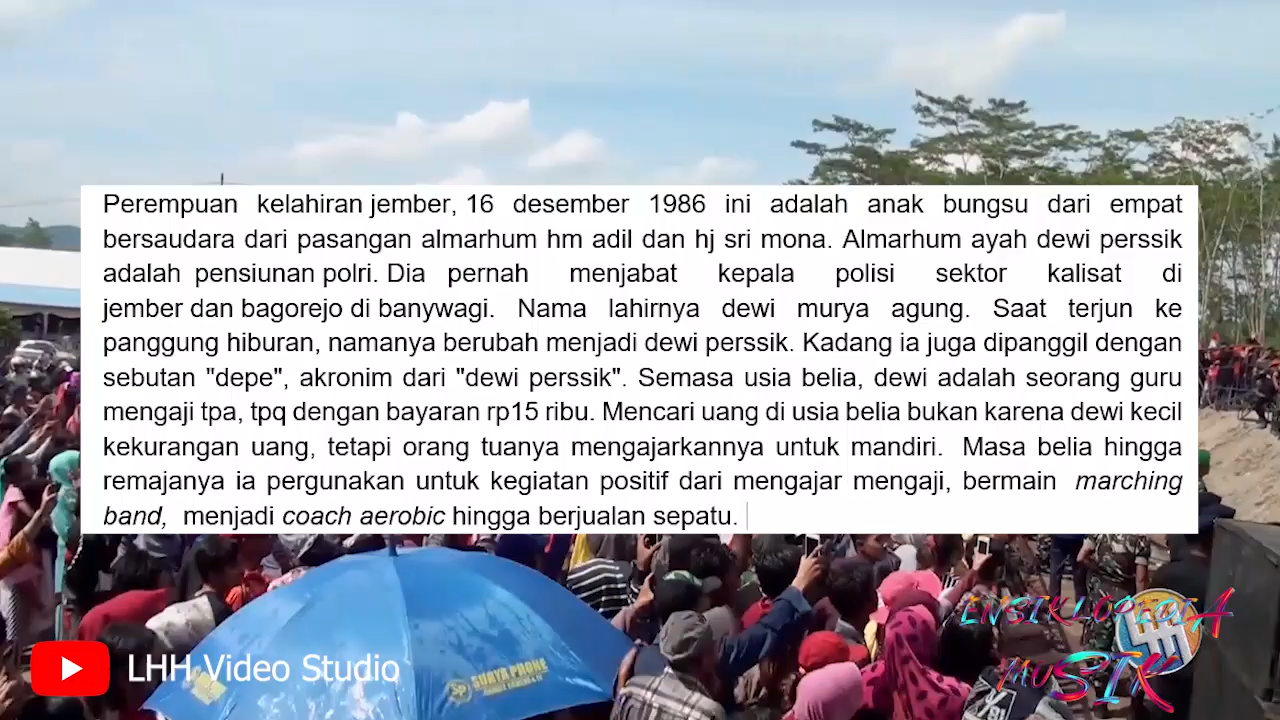 Perempuan kelahiran jember, 16 desember 1986 ini adalah anak bungsu dari empat
bersaudara dari pasangan almarhum hm adil dan hj sri mona. Almarhum ayah dewi perssik
adalah pensiunan polri. Dia pernah menjabat kepala polisi sektor kalisat di
jember dan bagorejo di banywagi. Nama lahirnya dewi murya agung. Saat terjun ke
panggung hiburan, namanya berubah menjadi dewi perssik. Kadang ia juga dipanggil dengan
sebutan "depe", akronim dari "dewi perssik". Semasa usia belia, dewi adalah seorang guru
mengaji tpa, tpq dengan bayaran rp15 ribu. Mencari uang di usia belia bukan karena dewi kecil
kekurangan uang, tetapi orang tuanya mengajarkannya untuk mandiri. Masa belia hingga
remajanya ia pergunakan untuk kegiatan positif dari mengajar mengaji, bermain marching
band, menjadi coach aerobic hingga berjualan sepatu.
SURYA PHONE
SP
LHH Video Studio
ENSIKLOPEDIA
MUSIK